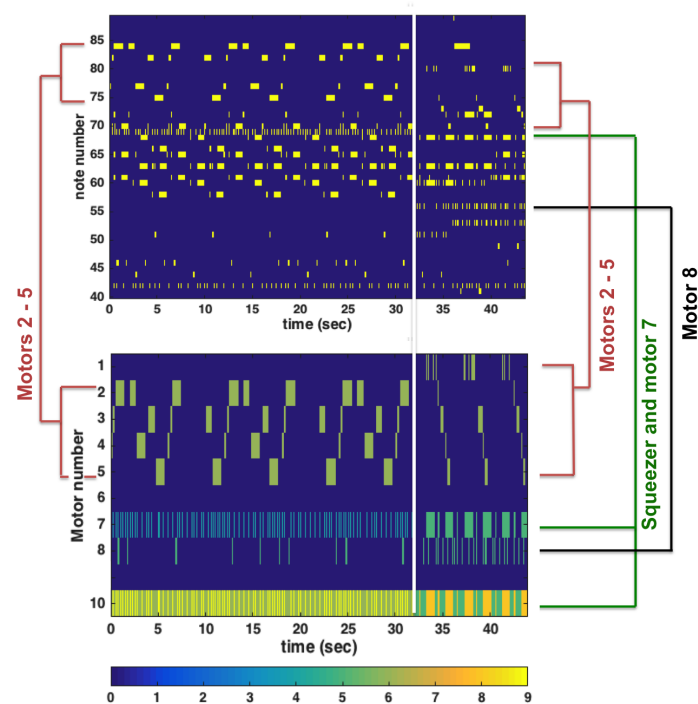 85
80
75
70
65
60
55
50
45
40
note number
0 5 10 15 20 25 30 35 40
time (sec)
Motors 2 - 5
Motors 2 - 5
Squeezer and motor 7
Motor 8
1
2
3
4
5
6
7
8
10
Motor number
0 5 10 15 20 25 30 35 40
time (sec)
0 1 2 3 4 5 6 7 8 9